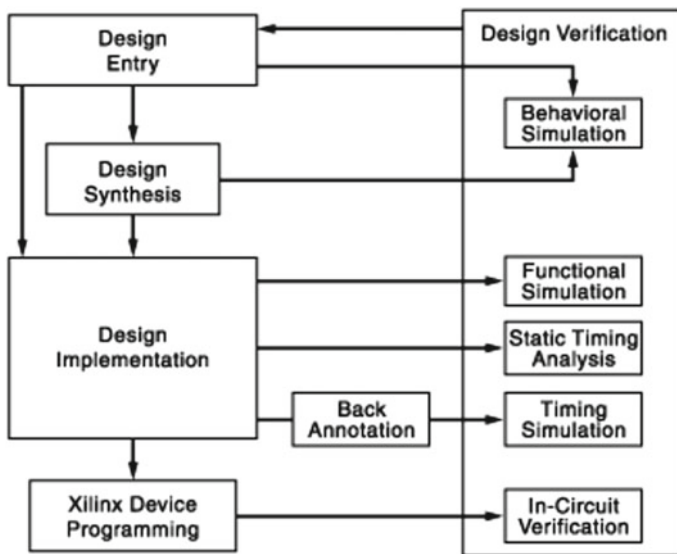 Design
Entry
Design Verification
Behavioral
Simulation
Design
Synthesis
Functional
Simulation
Design
Implementation
Static Timing
Analysis
Back
Annotation
Timing
Simulation
Xilinx Device
Programming
In-Circuit
Verification